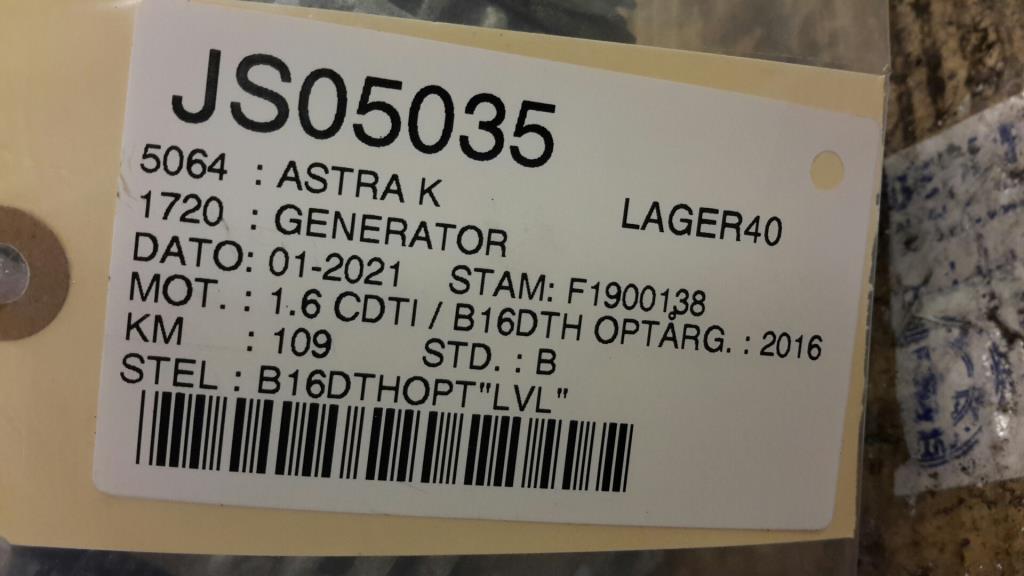 JS05035
5064 : ASTRA K
LAGER40
1720 : GENERATOR
DATO: 01-2021 STAM: F1900138
MOT. : 1.6 CDTI / B16DTH OPTÅRG. : 2016
KM : 109 STD. : B
STEL : B16DTHOPT"LVL"